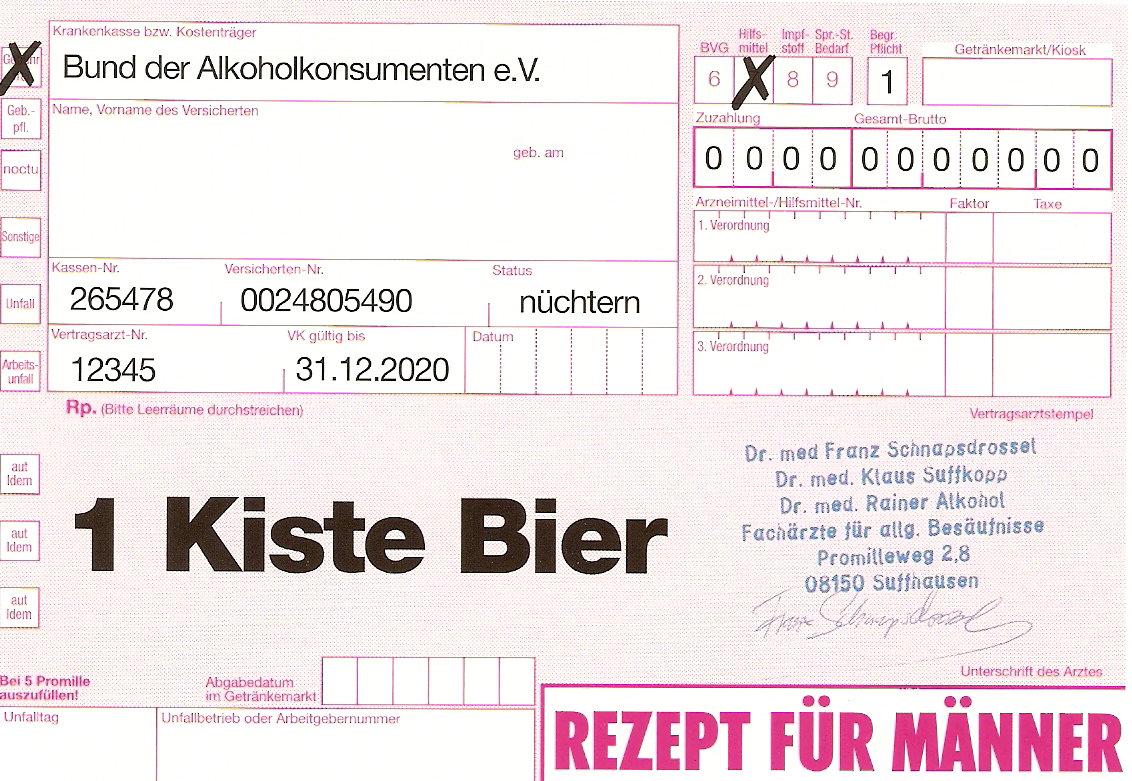 Krankenkasse bzw. Kostenträger
Bund der Alkoholkonsumenten e.V.
Name, Vorname des Versicherten
geb. am
Kassen-Nr. Versicherten-Nr. Status
265478 0024805490 nüchtern
Vertragsarzt-Nr. VK gültig bis Datum
12345 31.12.2020
Geb.-
pfl.
noctu
Sonstige
Unfall
Arbeits-
unfall
BVG Hilfs-
mittel Impf-
stoff Spr.-St.
Bedarf Begr.
Pflicht Getränkemarkt/Kiosk
6 8 9 1
Zuzahlung Gesamt-Brutto
0 0 0 0 0 0 0 0 0 0 0
Arzneimittel-/Hilfsmittel-Nr. Faktor Taxe
1. Verordnung
2. Verordnung
3. Verordnung
Vertragsarztstempel
Rp. (Bitte Leerräume durchstreichen)
aut
Idem
aut
Idem
aut
Idem
1 Kiste Bier
Dr. med Franz Schnapsdrossel
Dr. med. Klaus Suffkopp
Dr. med. Rainer Alkohol
Fachärzte für allg. Besäufnisse
Promilleweg 2,8
08150 Suffhausen
Unterschrift des Arztes
Bei 5 Promille
auszufüllen!
Abgabedatum
im Getränkemarkt
Unfalltag
Unfallbetrieb oder Arbeitgebernummer
REZEPT FÜR MÄNNER